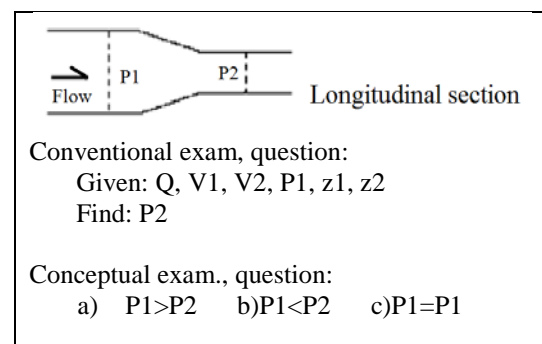 P1
P2
Flow
Longitudinal section
Conventional exam, question:
Given: Q, V1, V2, P1, z1, z2
Find: P2
Conceptual exam., question:
a) P1>P2 b)P1<P2 c)P1=P1